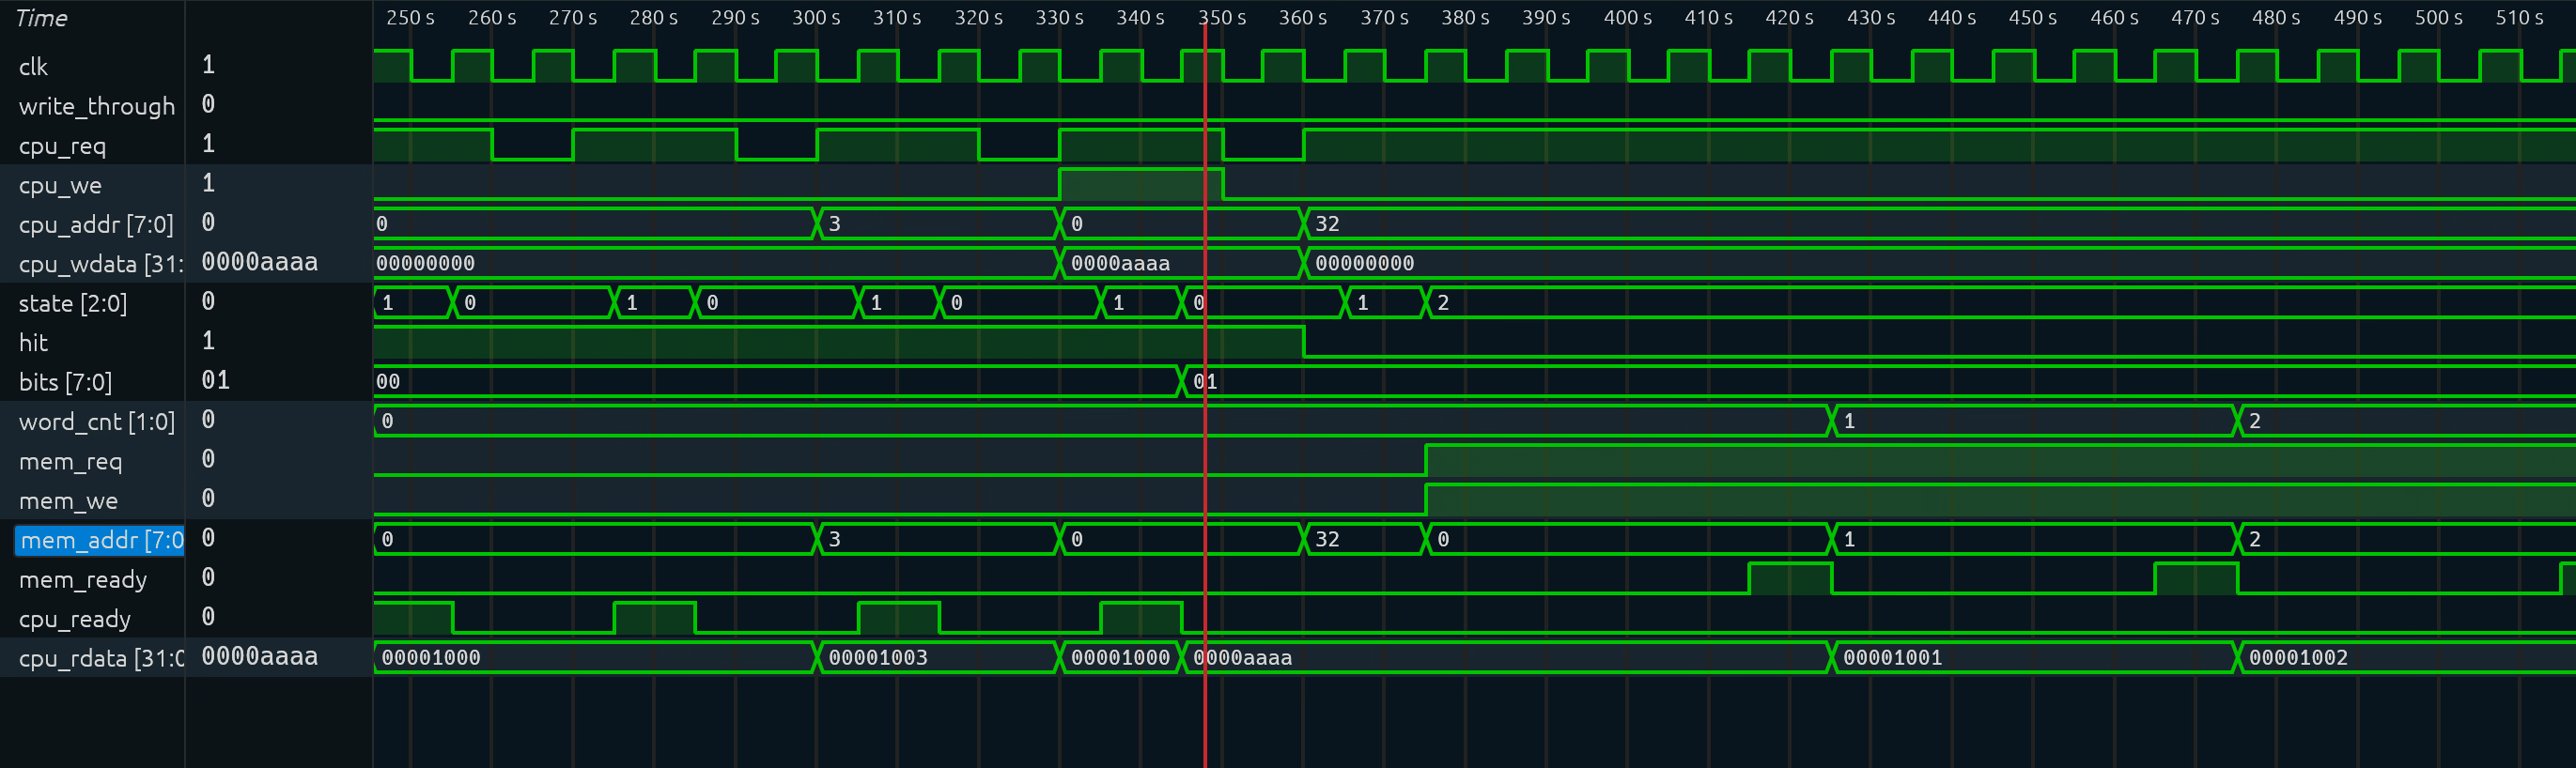 Time 250 s 260 s 270 s 280 s 290 s 300 s 310 s 320 s 330 s 340 s 350 s 360 s 370 s 380 s 390 s 400 s 410 s 420 s 430 s 440 s 450 s 460 s 470 s 480 s 490 s 500 s 510 s
clk 1
write_through 0
cpu_req 1
cpu_we 1
cpu_addr [7:0] 0 0 3 0 32
cpu_wdata [31: 0000aaaa 00000000 0000aaaa 00000000
state [2:0] 0 1 0 1 0 1 0 1 0 1 2
hit 1
bits [7:0] 01 00 01
word_cnt [1:0] 0 0 1 2
mem_req 0
mem_we 0
mem_addr [7:0 0 0 3 0 32 0 1 2
mem_ready 0
cpu_ready 0
cpu_rdata [31:0 0000aaaa 00001000 00001003 00001000 0000aaaa 00001001 00001002